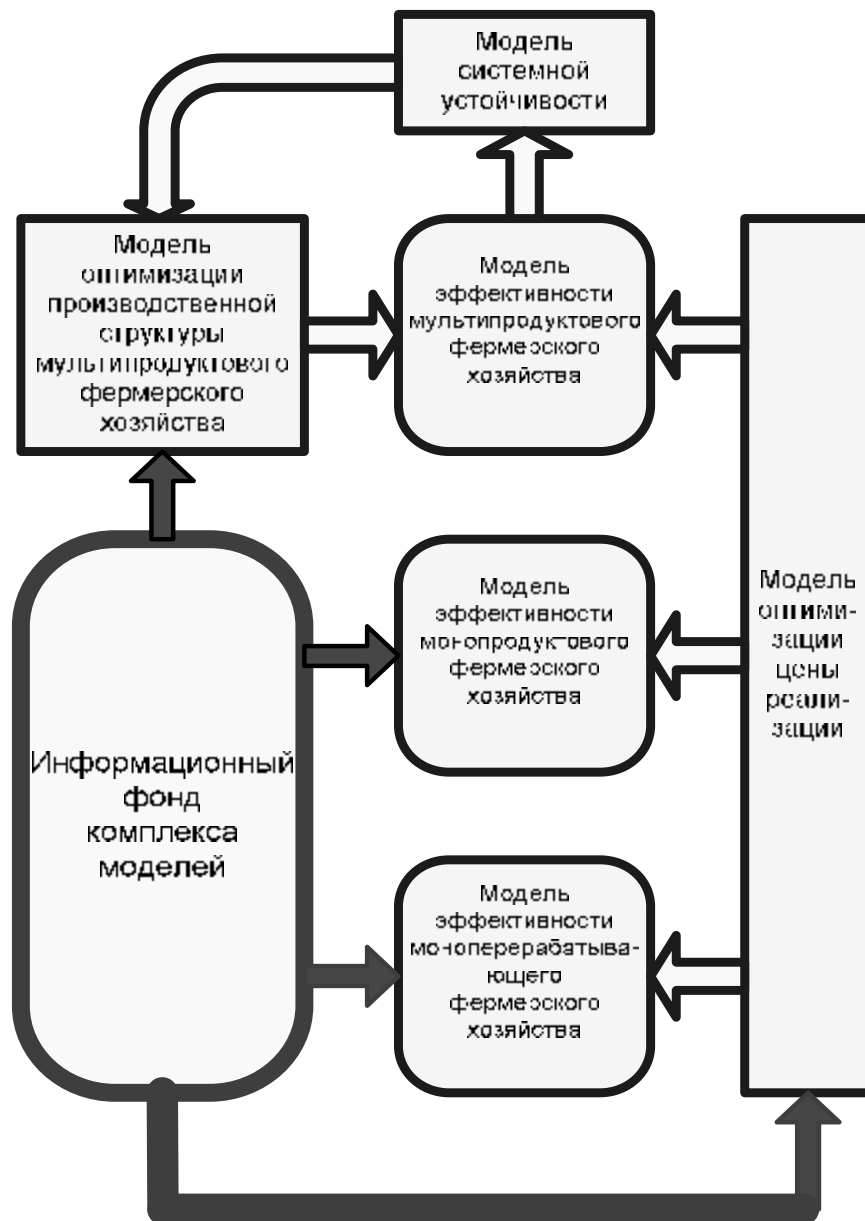 Модель
системной
устойчивости
Модель
оптимизации
производственной
структуры
мультипродуктового
фермерского
хозяйства
Модель
эффективности
мультипродуктового
фермерского
хозяйства
Модель
эффективности
монопродуктового
фермерского
хозяйства
Информационный
фонд
комплекса
моделей
Модель
эффективности
моноперерабатыва-
ющего
фермерского
хозяйства
Модель
оптими-
зации
цены
реали-
зации